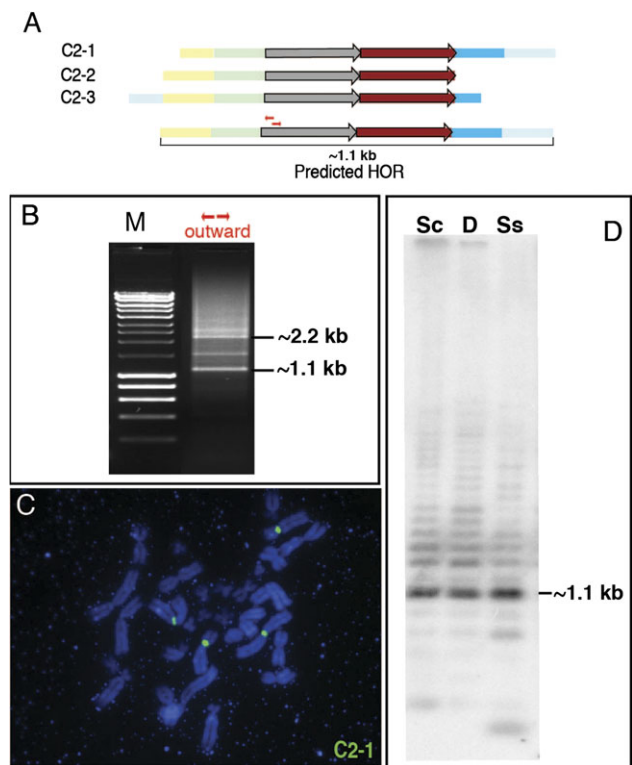 A
C2-1
C2-2
C2-3
~1.1 kb
Predicted HOR
B
M
outward
~2.2 kb
~1.1 kb
C
C2-1
Sc D Ss
D
~1.1 kb